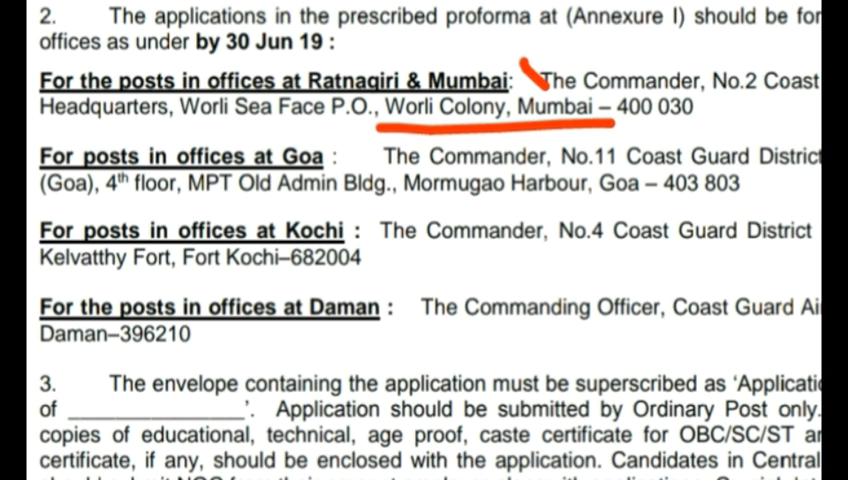 2. The applications in the prescribed proforma at (Annexure I) should be for
offices as under by 30 Jun 19 :
For the posts in offices at Ratnagiri & Mumbai: The Commander, No.2 Coast
Headquarters, Worli Sea Face P.O., Worli Colony, Mumbai – 400 030
For posts in offices at Goa : The Commander, No.11 Coast Guard District
(Goa), 4th floor, MPT Old Admin Bldg., Mormugao Harbour, Goa – 403 803
For posts in offices at Kochi : The Commander, No.4 Coast Guard District
Kelvatthy Fort, Fort Kochi–682004
For the posts in offices at Daman : The Commanding Officer, Coast Guard Ai
Daman–396210
3. The envelope containing the application must be superscribed as ‘Applicatio
of ________________’. Application should be submitted by Ordinary Post only.
copies of educational, technical, age proof, caste certificate for OBC/SC/ST
certificate, if any, should be enclosed with the application. Candidates in Central